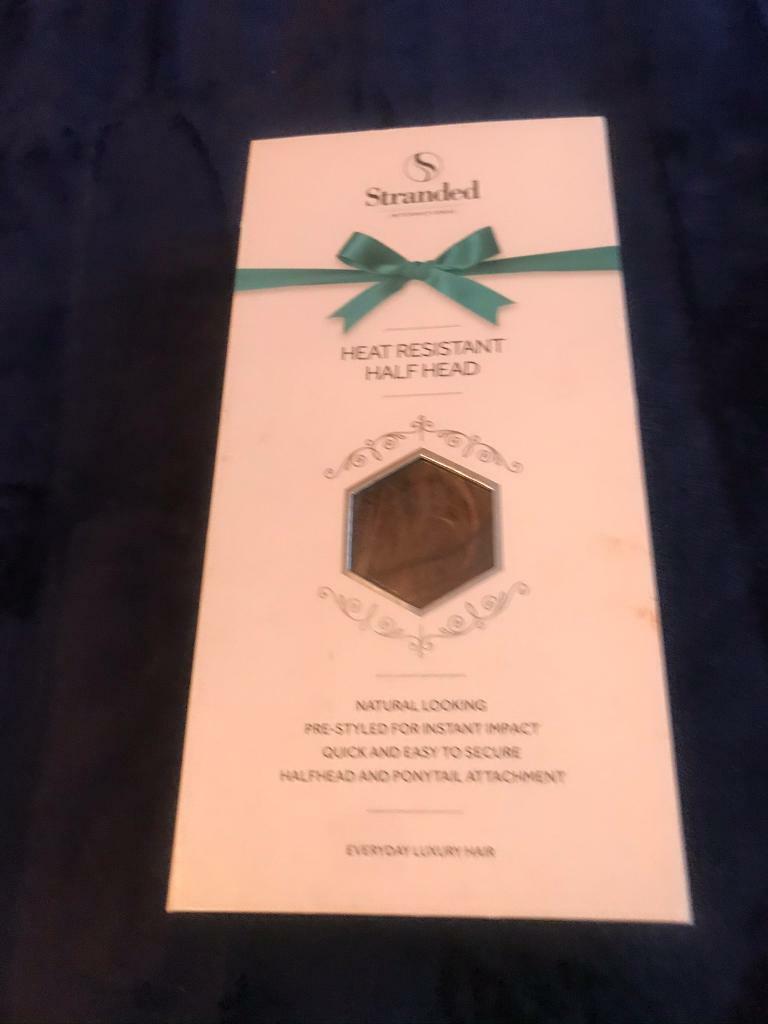 Stranded
HEAT RESISTANT
HALF HEAD
NATURAL LOOKING
PRE-STYLED FOR INSTANT IMPACT
QUICK AND EASY TO SECURE
HALFHEAD AND PONYTAIL ATTACHMENT
EVERYDAY LUXURY HAIR